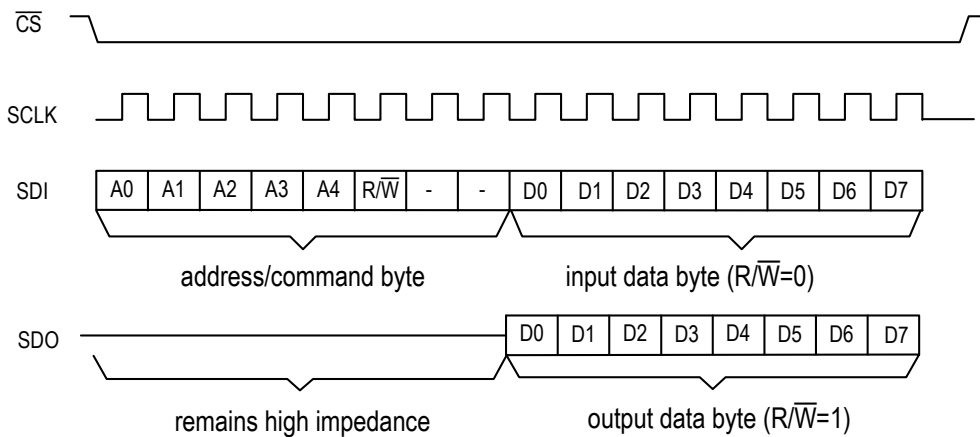 C̅S̅
SCLK
SDI A0 A1 A2 A3 A4 R/W̅ - - D0 D1 D2 D3 D4 D5 D6 D7
address/command byte input data byte (R/W̅=0)
SDO D0 D1 D2 D3 D4 D5 D6 D7
remains high impedance output data byte (R/W̅=1)